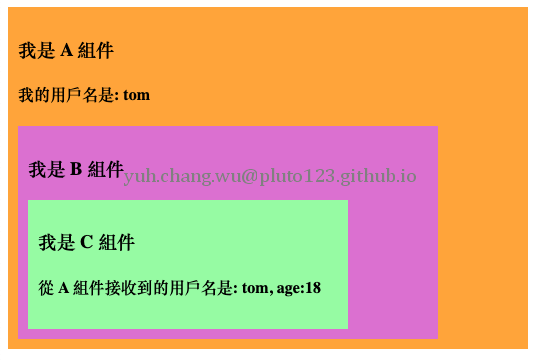 我是 A 組件
我的用戶名是: tom
我是 B 組件
yuh.chang.wu@pluto123.github.io
我是 C 組件
從 A 組件接收到的用戶名是: tom, age:18